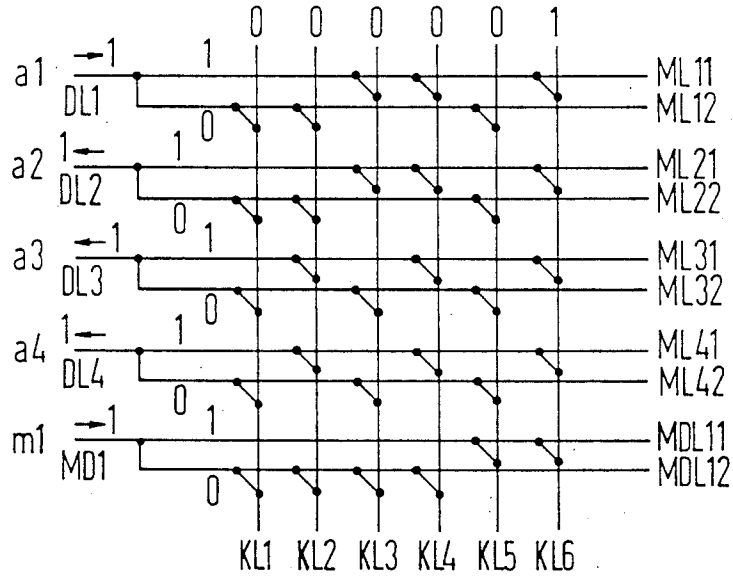 0 0 0 0 0 1
a1 1 1 ML11
DL1 0 ML12
a2 1 1 ML21
DL2 0 ML22
a3 1 1 ML31
DL3 0 ML32
a4 1 1 ML41
DL4 0 ML42
m1 1 1 MDL11
MD1 0 MDL12
KL1 KL2 KL3 KL4 KL5 KL6